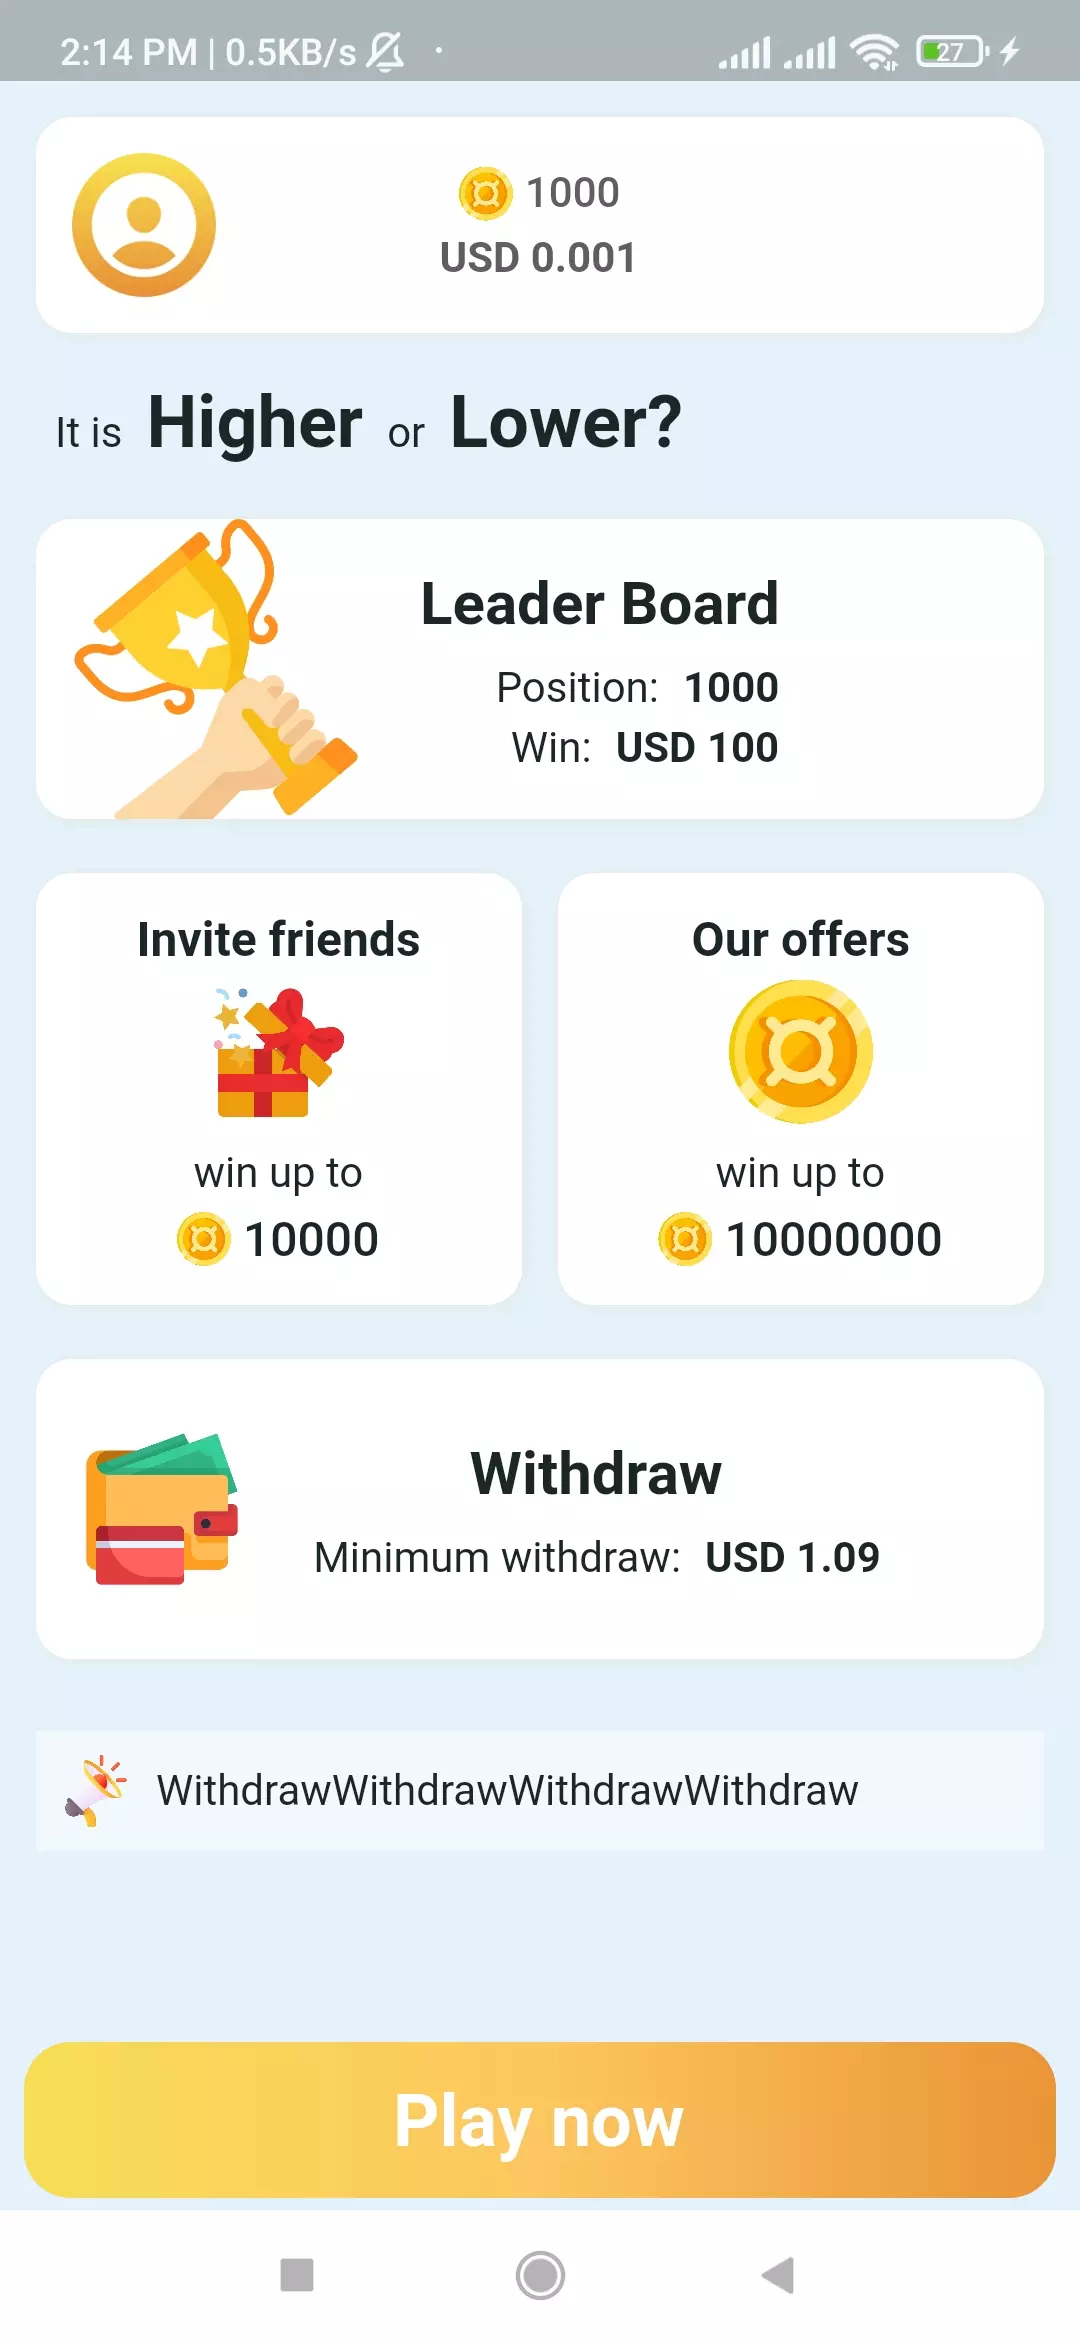 2:14 PM | 0.5KB/s
27
1000
USD 0.001
It is Higher or Lower?
Leader Board
Position: 1000
Win: USD 100
Invite friends
win up to
10000
Our offers
win up to
10000000
Withdraw
Minimum withdraw: USD 1.09
WithdrawWithdrawWithdrawWithdraw
Play now